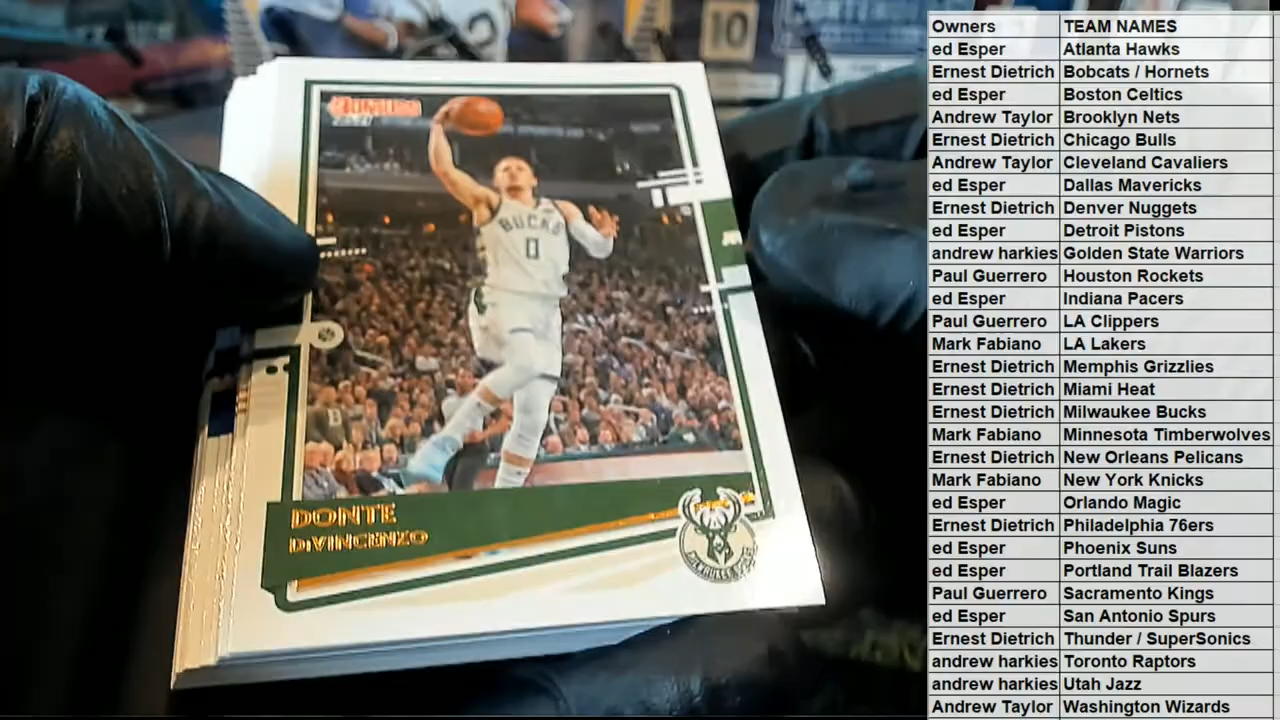 10
DONRUSS
20-21
BUCKS
0
DONTE
DiVINCENZO
MILWAUKEE BUCKS
Owners TEAM NAMES
ed Esper Atlanta Hawks
Ernest Dietrich Bobcats / Hornets
ed Esper Boston Celtics
Andrew Taylor Brooklyn Nets
Ernest Dietrich Chicago Bulls
Andrew Taylor Cleveland Cavaliers
ed Esper Dallas Mavericks
Ernest Dietrich Denver Nuggets
ed Esper Detroit Pistons
andrew harkies Golden State Warriors
Paul Guerrero Houston Rockets
ed Esper Indiana Pacers
Paul Guerrero LA Clippers
Mark Fabiano LA Lakers
Ernest Dietrich Memphis Grizzlies
Ernest Dietrich Miami Heat
Ernest Dietrich Milwaukee Bucks
Mark Fabiano Minnesota Timberwolves
Ernest Dietrich New Orleans Pelicans
Mark Fabiano New York Knicks
ed Esper Orlando Magic
Ernest Dietrich Philadelphia 76ers
ed Esper Phoenix Suns
ed Esper Portland Trail Blazers
Paul Guerrero Sacramento Kings
ed Esper San Antonio Spurs
Ernest Dietrich Thunder / SuperSonics
andrew harkies Toronto Raptors
andrew harkies Utah Jazz
Andrew Taylor Washington Wizards